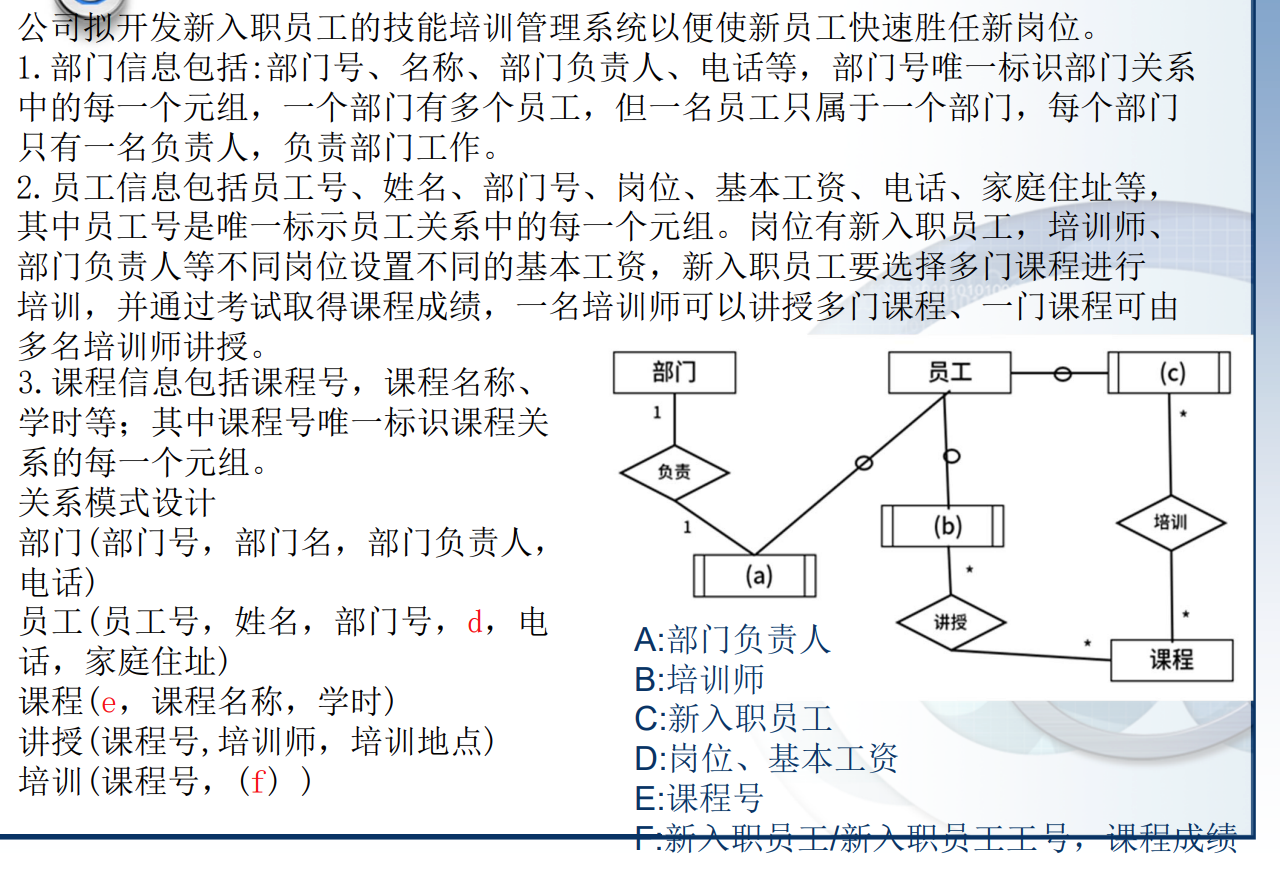 公司拟开发新入职员工的技能培训管理系统以便使新员工快速胜任新岗位。
1.部门信息包括:部门号、名称、部门负责人、电话等，部门号唯一标识部门关系
中的每一个元组，一个部门有多个员工，但一名员工只属于一个部门，每个部门
只有一名负责人，负责部门工作。
2.员工信息包括员工号、姓名、部门号、岗位、基本工资、电话、家庭住址等，
其中员工号是唯一标示员工关系中的每一个元组。岗位有新入职员工，培训师、
部门负责人等不同岗位设置不同的基本工资，新入职员工要选择多门课程进行
培训，并通过考试取得课程成绩，一名培训师可以讲授多门课程、一门课程可由
多名培训师讲授。
3.课程信息包括课程号，课程名称、
学时等；其中课程号唯一标识课程关
系的每一个元组。
关系模式设计
部门(部门号，部门名，部门负责人，
电话)
员工(员工号，姓名，部门号，d，电
话，家庭住址)
课程(e，课程名称，学时)
讲授(课程号,培训师，培训地点)
培训(课程号，(f) )
部门
员工
(c)
1
*
负责
1
(a)
(b)
*
讲授
*
培训
*
课程
A:部门负责人
B:培训师
C:新入职员工
D:岗位、基本工资
E:课程号
F:新入职员工/新入职员工工号，课程成绩